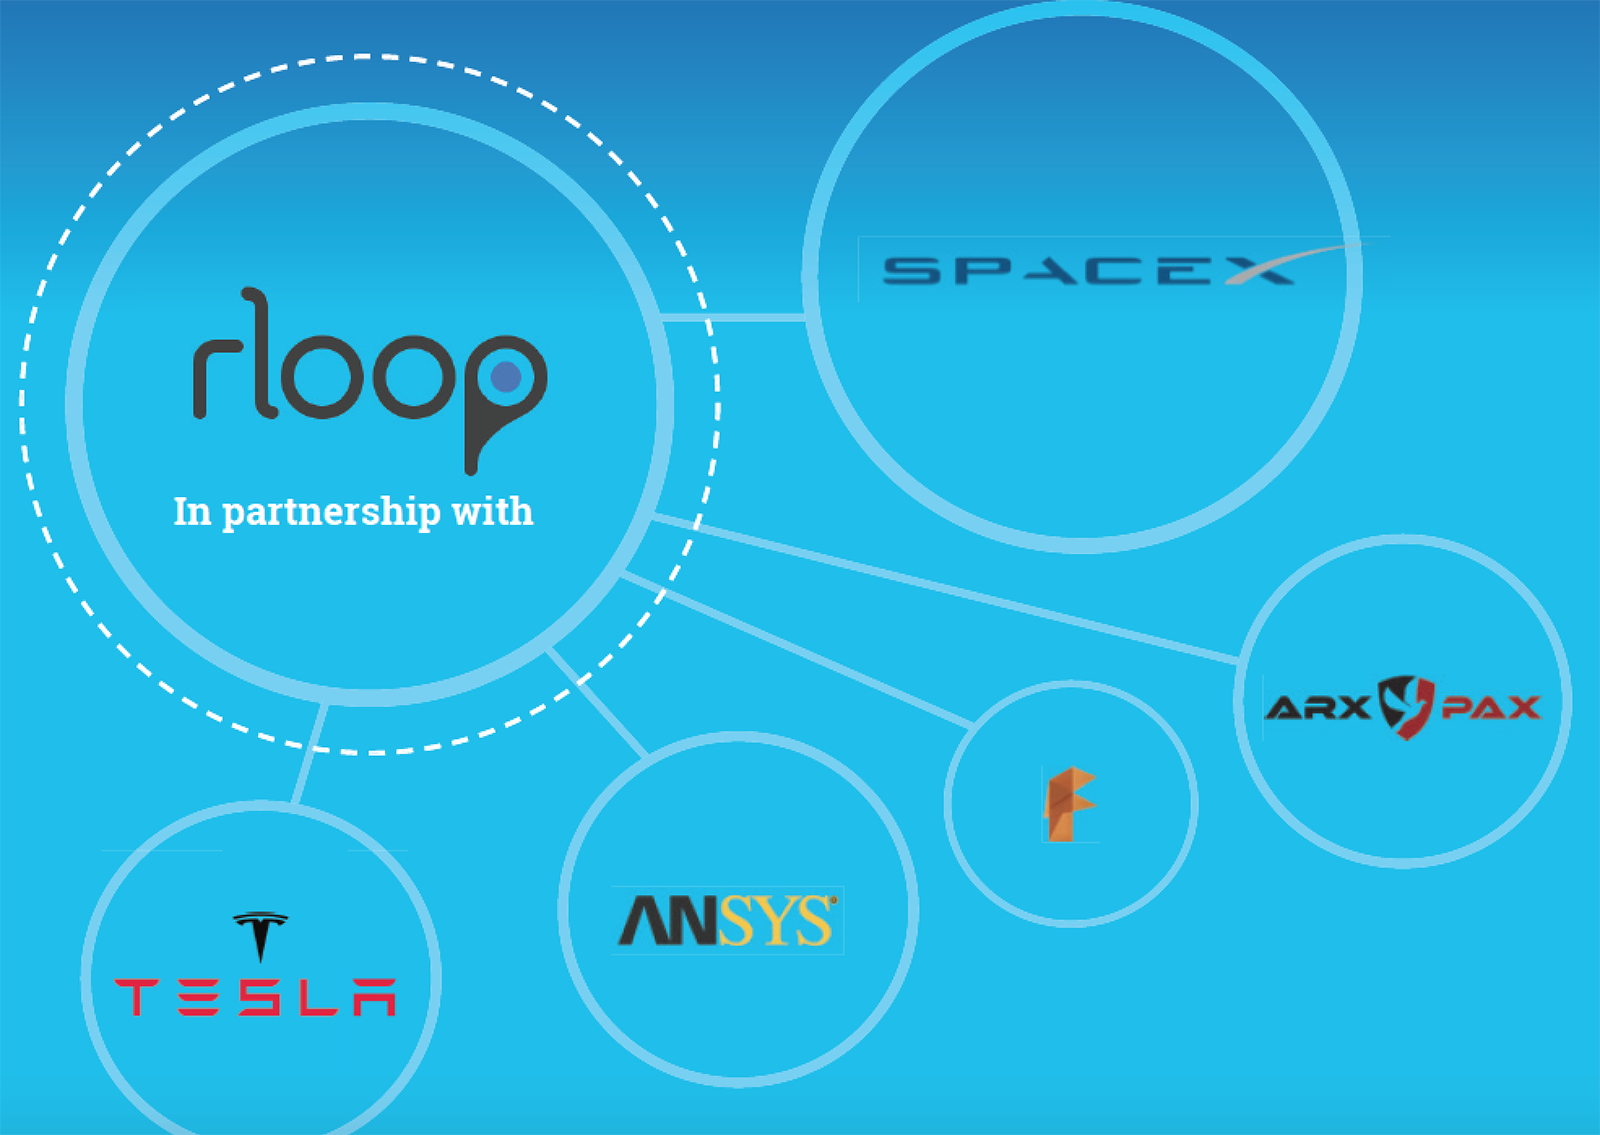 rloop
In partnership with
SPACEX
ARX PAX
F
ANSYS®
TESLA